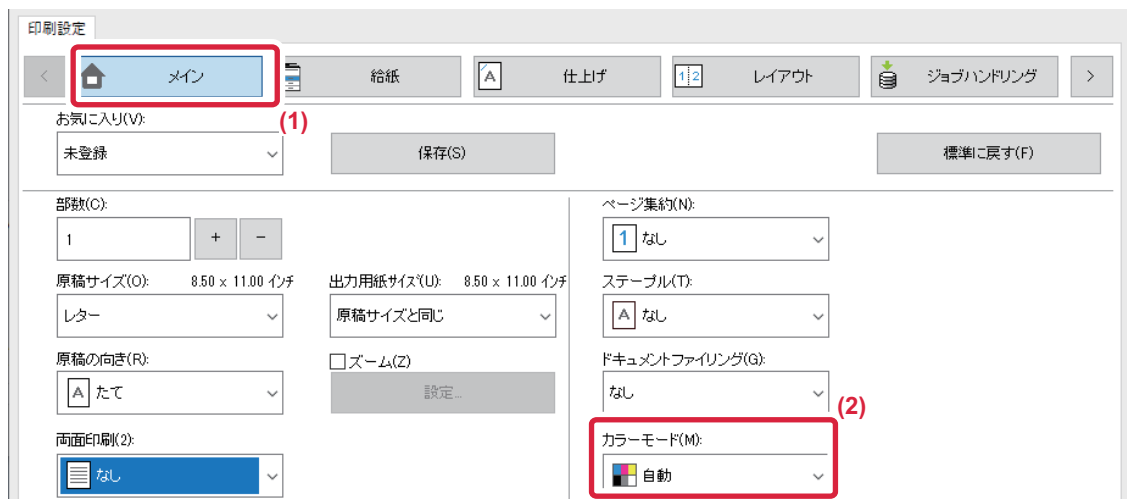 印刷設定
メイン
給紙
仕上げ
レイアウト
ジョブハンドリング
(1)
お気に入り(V):
未登録
保存(S)
標準に戻す(F)
部数(C):
1
+
-
原稿サイズ(O): 8.50 x 11.00 インチ
レター
出力用紙サイズ(U): 8.50 x 11.00 インチ
原稿サイズと同じ
原稿の向き(R):
たて
ズーム(Z)
設定...
両面印刷(2):
なし
ページ集約(N):
1 なし
ステープル(T):
A なし
ドキュメントファイリング(G):
なし
(2)
カラーモード(M):
自動